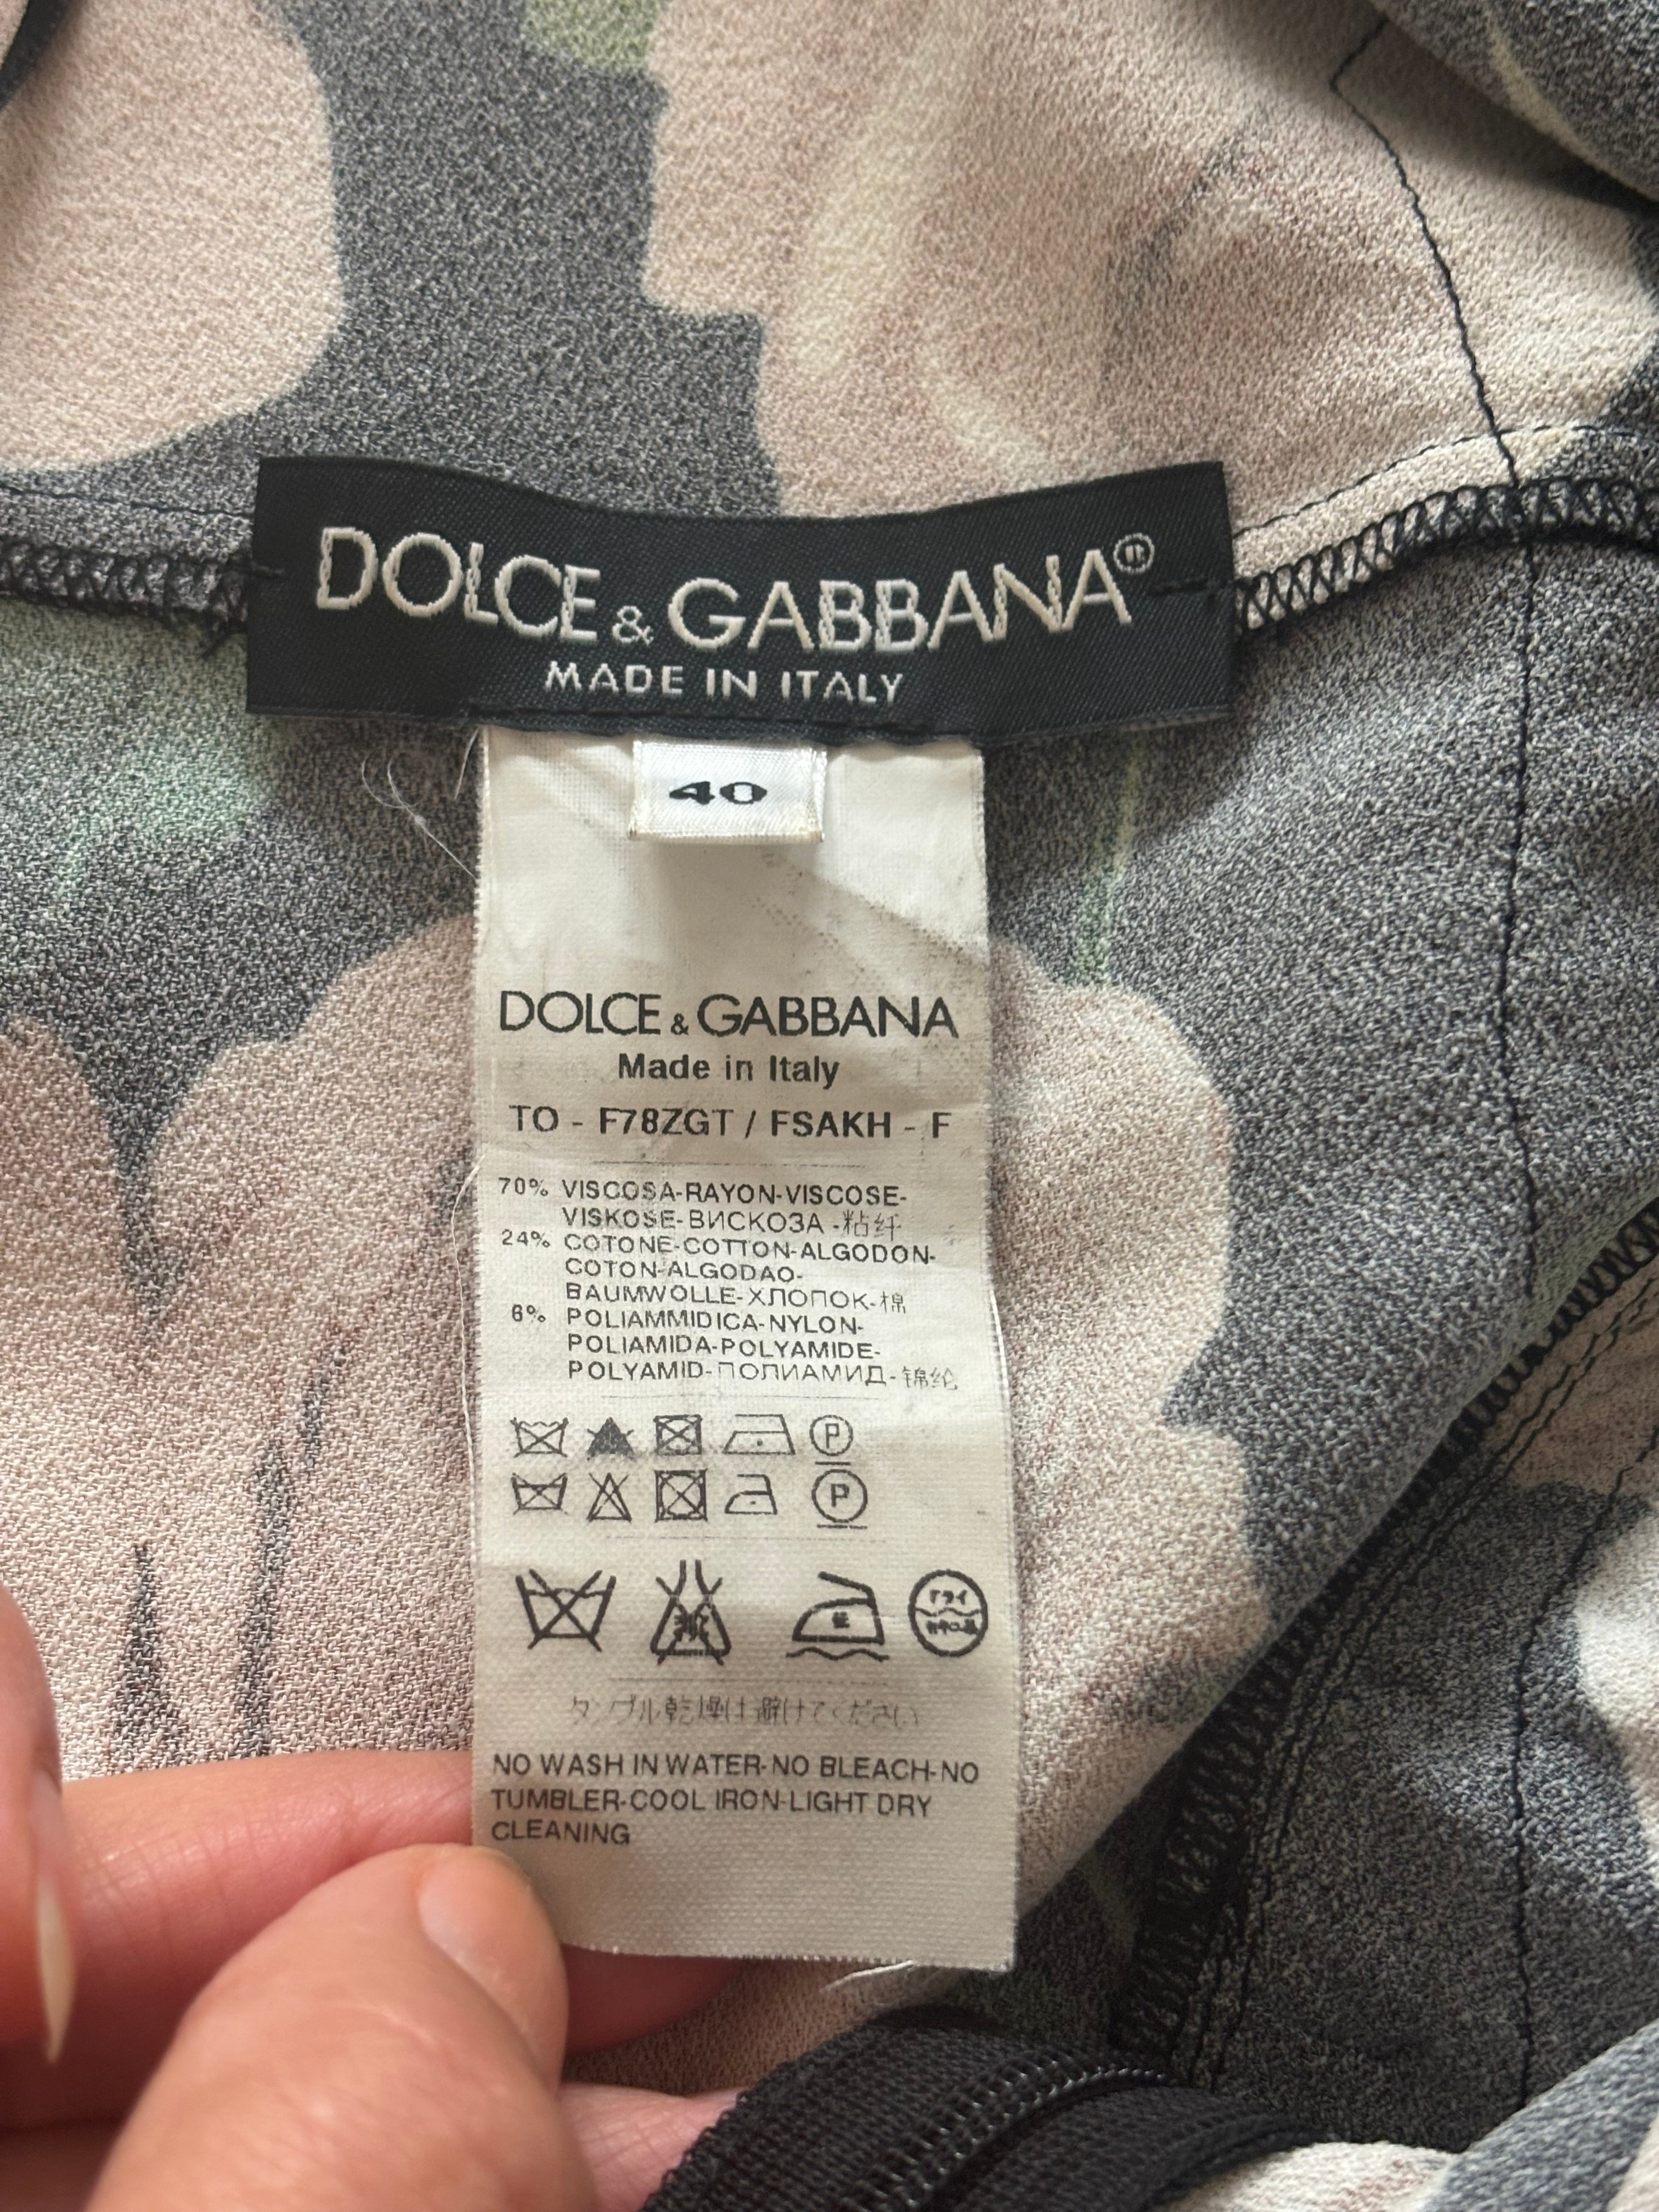 DOLCE & GABBANA®
MADE IN ITALY
40
DOLCE & GABBANA
Made in Italy
TO - F78ZGT / FSAKH - F
70% VISCOSA-RAYON-VISCOSE-
VISKOSE-ВИСКОЗА -粘纤
24% COTONE-COTTON-ALGODON-
COTON-ALGODAO-
BAUMWOLLE-ХЛОПОК-棉
6% POLIAMMIDICA-NYLON-
POLIAMIDA-POLYAMIDE-
POLYAMID-ПОЛИАМИД-锦纶
P
P
ドライ
タンブル乾燥は避けてください
NO WASH IN WATER-NO BLEACH-NO
TUMBLER-COOL IRON-LIGHT DRY
CLEANING